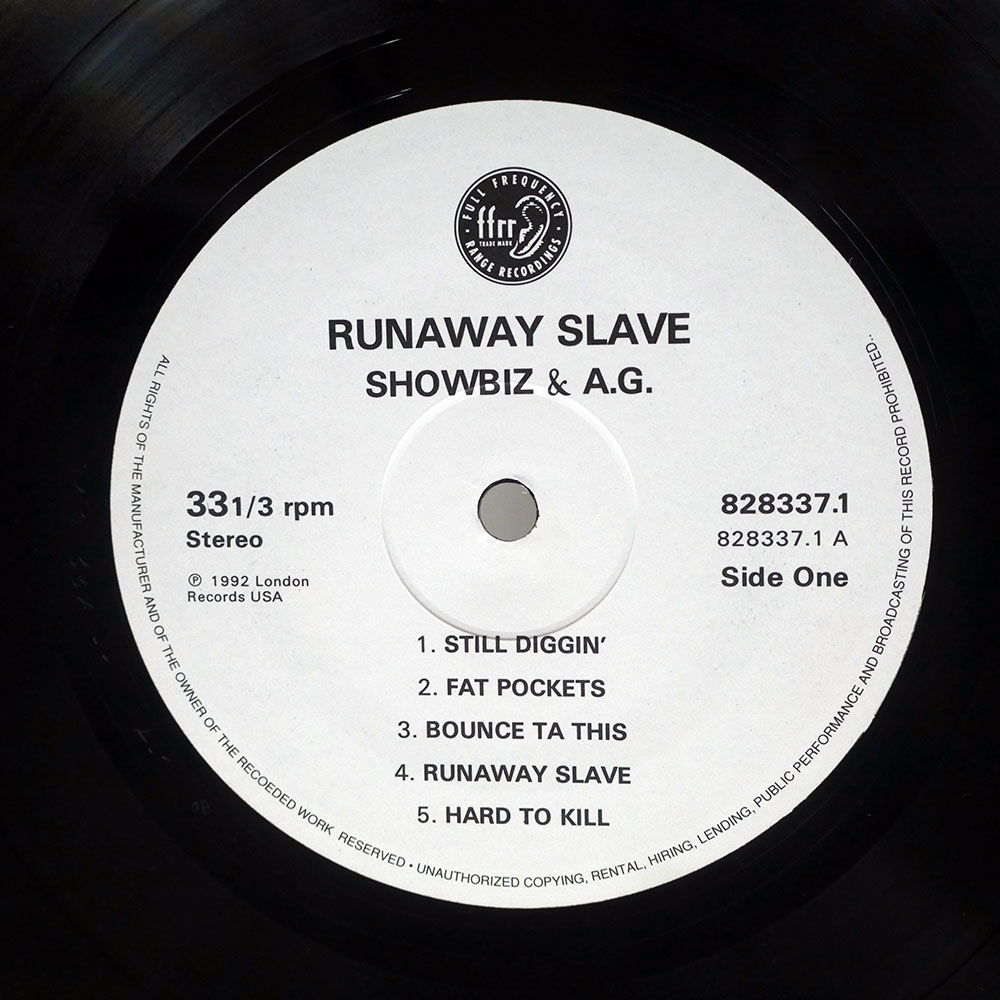 FULL FREQUENCY
ffrr
TRADE MARK
RANGE RECORDINGS
RUNAWAY SLAVE
SHOWBIZ & A.G.
331/3 rpm
Stereo
℗ 1992 London
Records USA
828337.1
828337.1 A
Side One
1. STILL DIGGIN'
2. FAT POCKETS
3. BOUNCE TA THIS
4. RUNAWAY SLAVE
5. HARD TO KILL
ALL RIGHTS OF THE MANUFACTURER AND OF THE OWNER OF THE RECOEDED WORK RESERVED • UNAUTHORIZED COPYING, RENTAL, HIRING, LENDING, PUBLIC PERFORMANCE AND BROADCASTING OF THIS RECORD PROHIBITED..